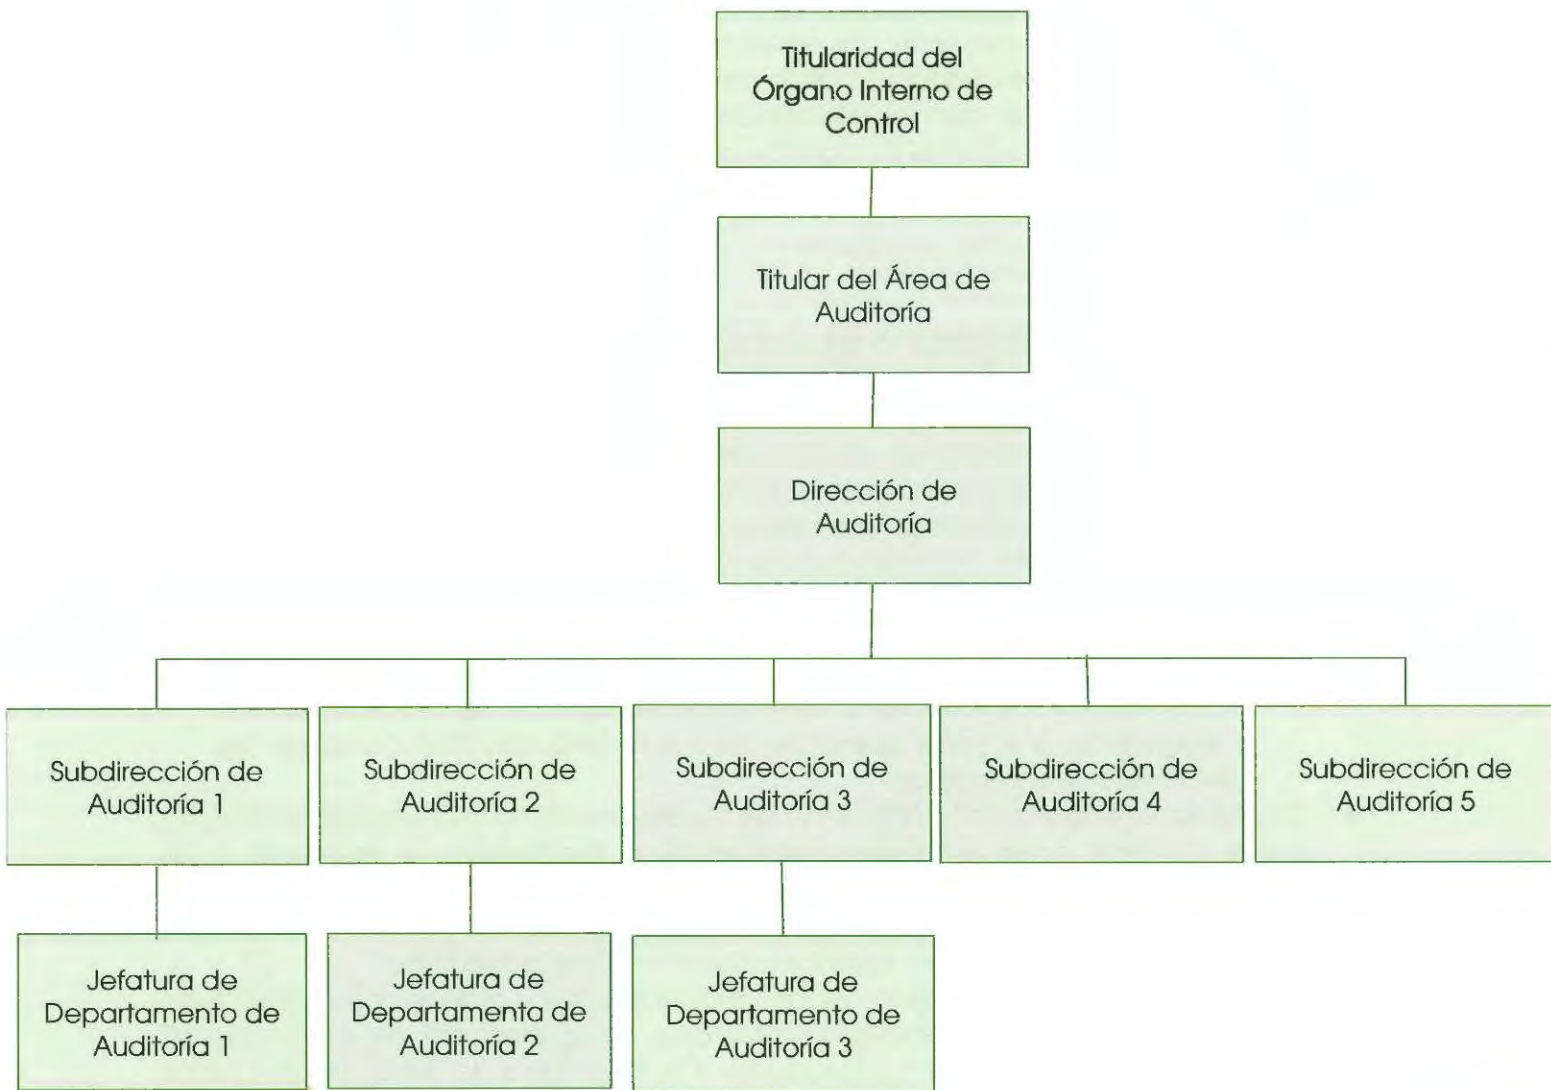 Titularidad del
Órgano Interno de
Control
Titular del Área de
Auditoría
Dirección de
Auditoría
Subdirección de
Auditoría 1
Subdirección de
Auditoría 2
Subdirección de
Auditoría 3
Subdirección de
Auditoría 4
Subdirección de
Auditoría 5
Jefatura de
Departamento de
Auditoría 1
Jefatura de
Departamenta de
Auditoría 2
Jefatura de
Departamento de
Auditoría 3